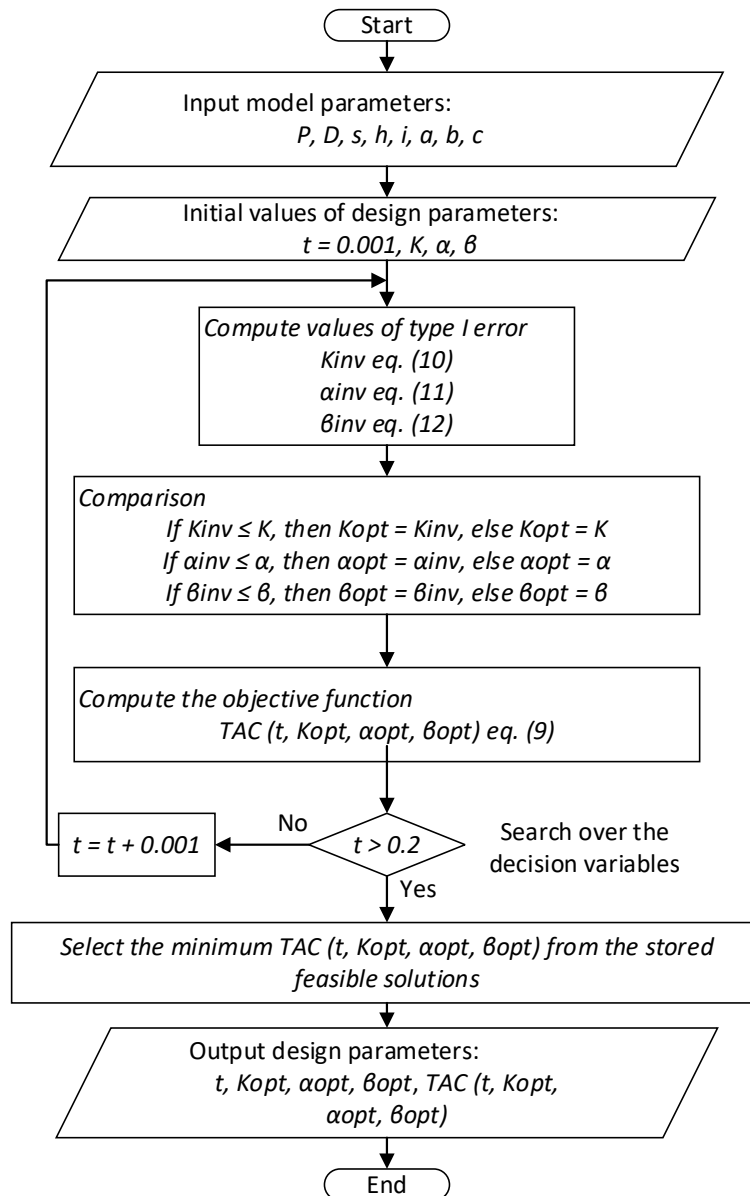 Start
Input model parameters:
P, D, s, h, i, a, b, c
Initial values of design parameters:
t = 0.001, K, α, β
Compute values of type I error
Kinv eq. (10)
αinv eq. (11)
βinv eq. (12)
Comparison
If Kinv ≤ K, then Kopt = Kinv, else Kopt = K
If αinv ≤ α, then αopt = αinv, else αopt = α
If βinv ≤ β, then βopt = βinv, else βopt = β
Compute the objective function
TAC (t, Kopt, αopt, βopt) eq. (9)
t = t + 0.001
No
t > 0.2
Search over the
decision variables
Yes
Select the minimum TAC (t, Kopt, αopt, βopt) from the stored
feasible solutions
Output design parameters:
t, Kopt, αopt, βopt, TAC (t, Kopt,
αopt, βopt)
End